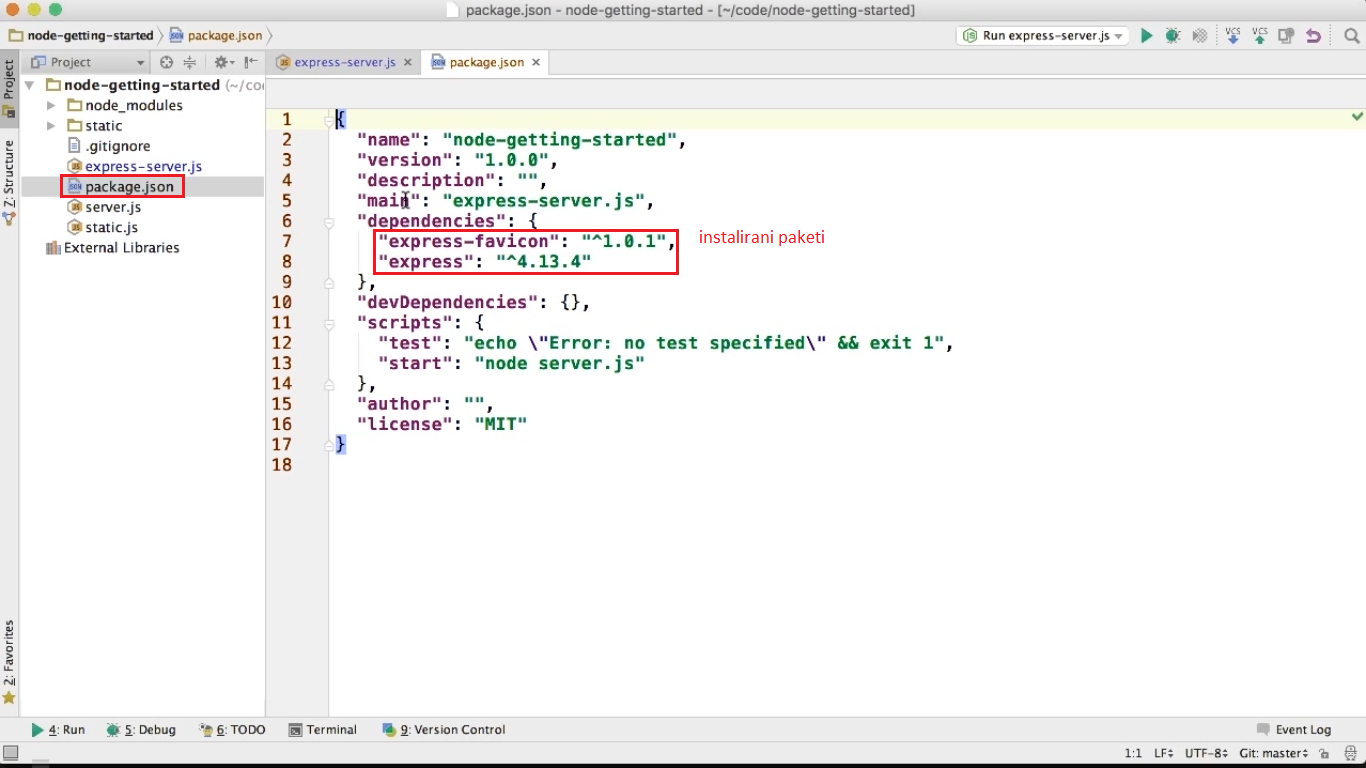 package.json - node-getting-started - [~/code/node-getting-started]
node-getting-started package.json Run express-server.js VCS VCS
Project
express-server.js
package.json
Project
node-getting-started (~/co
node_modules
static
.gitignore
express-server.js
package.json
server.js
static.js
External Libraries
Z: Structure
2: Favorites
1 {
2 "name": "node-getting-started",
3 "version": "1.0.0",
4 "description": "",
5 "main": "express-server.js",
6 "dependencies": {
7 "express-favicon": "^1.0.1",
8 "express": "^4.13.4"
9 },
10 "devDependencies": {},
11 "scripts": {
12 "test": "echo \"Error: no test specified\" && exit 1",
13 "start": "node server.js"
14 },
15 "author": "",
16 "license": "MIT"
17 }
18
instalirani paketi
4: Run 5: Debug 6: TODO Terminal 9: Version Control Event Log
1:1 LF UTF-8 Git: master